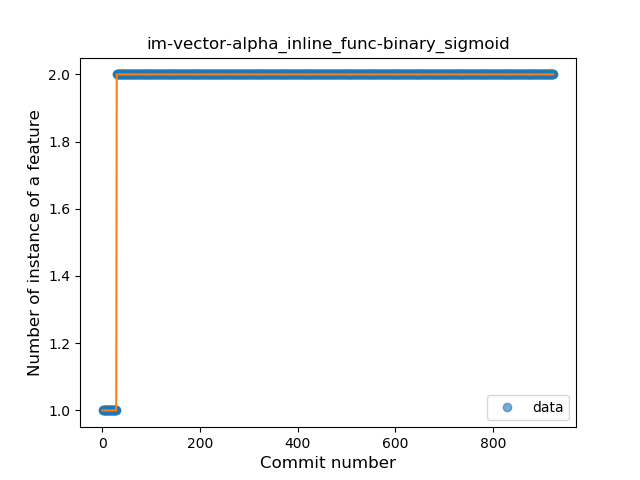 im-vector-alpha_inline_func-binary_sigmoid
Number of instance of a feature
2.0
1.8
1.6
1.4
1.2
1.0
data
0
200
400
600
800
Commit number